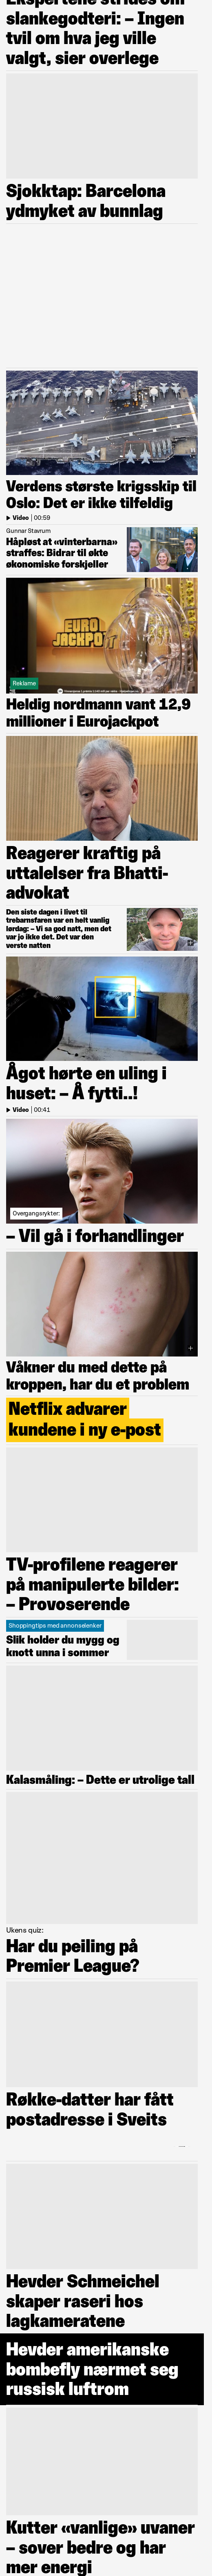 Ekspertene strides om
slankegodteri: – Ingen
tvil om hva jeg ville
valgt, sier overlege
Sjokktap: Barcelona
ydmyket av bunnlag
Verdens største krigsskip til
Oslo: Det er ikke tilfeldig
Video | 00:59
Gunnar Stavrum
Håpløst at «vinterbarna»
straffes: Bidrar til økte
økonomiske forskjeller
EURO
JACKPOT
Reklame
Heldig nordmann vant 12,9
millioner i Eurojackpot
Reagerer kraftig på
uttalelser fra Bhatti-
advokat
Den siste dagen i livet til
trebarnsfaren var en helt vanlig
lørdag: – Vi sa god natt, men det
var jo ikke det. Det var den
verste natten
Ågot hørte en uling i
huset: – Å fytti..!
Video | 00:41
Overgangsrykter:
– Vil gå i forhandlinger
Våkner du med dette på
kroppen, har du et problem
Netflix advarer
kundene i ny e-post
TV-profilene reagerer
på manipulerte bilder:
– Provoserende
Shoppingtips med annonselenker
Slik holder du mygg og
knott unna i sommer
Kalasmåling: – Dette er utrolige tall
Ukens quiz:
Har du peiling på
Premier League?
Røkke-datter har fått
postadresse i Sveits
Hevder Schmeichel
skaper raseri hos
lagkameratene
Hevder amerikanske
bombefly nærmet seg
russisk luftrom
Kutter «vanlige» uvaner
– sover bedre og har
mer energi